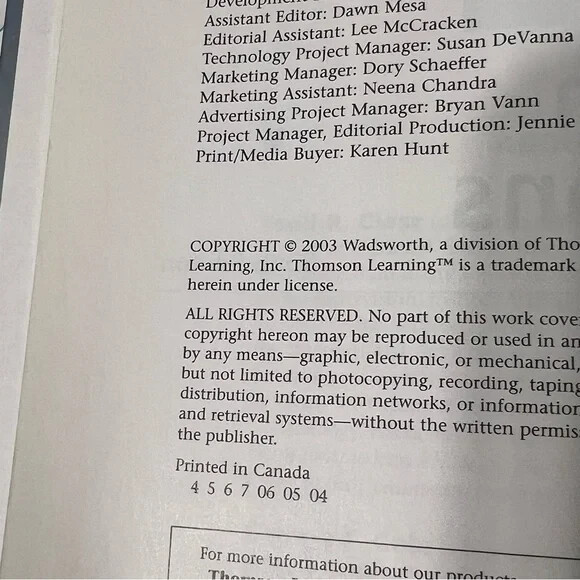 Development
Assistant Editor: Dawn Mesa
Editorial Assistant: Lee McCracken
Technology Project Manager: Susan DeVanna
Marketing Manager: Dory Schaeffer
Marketing Assistant: Neena Chandra
Advertising Project Manager: Bryan Vann
Project Manager, Editorial Production: Jennie
Print/Media Buyer: Karen Hunt
COPYRIGHT © 2003 Wadsworth, a division of Tho
Learning, Inc. Thomson Learning™ is a trademark
herein under license.
ALL RIGHTS RESERVED. No part of this work cove
copyright hereon may be reproduced or used in an
by any means—graphic, electronic, or mechanical,
but not limited to photocopying, recording, taping
distribution, information networks, or information
and retrieval systems—without the written permis
the publisher.
Printed in Canada
4 5 6 7 06 05 04
For more information about our products